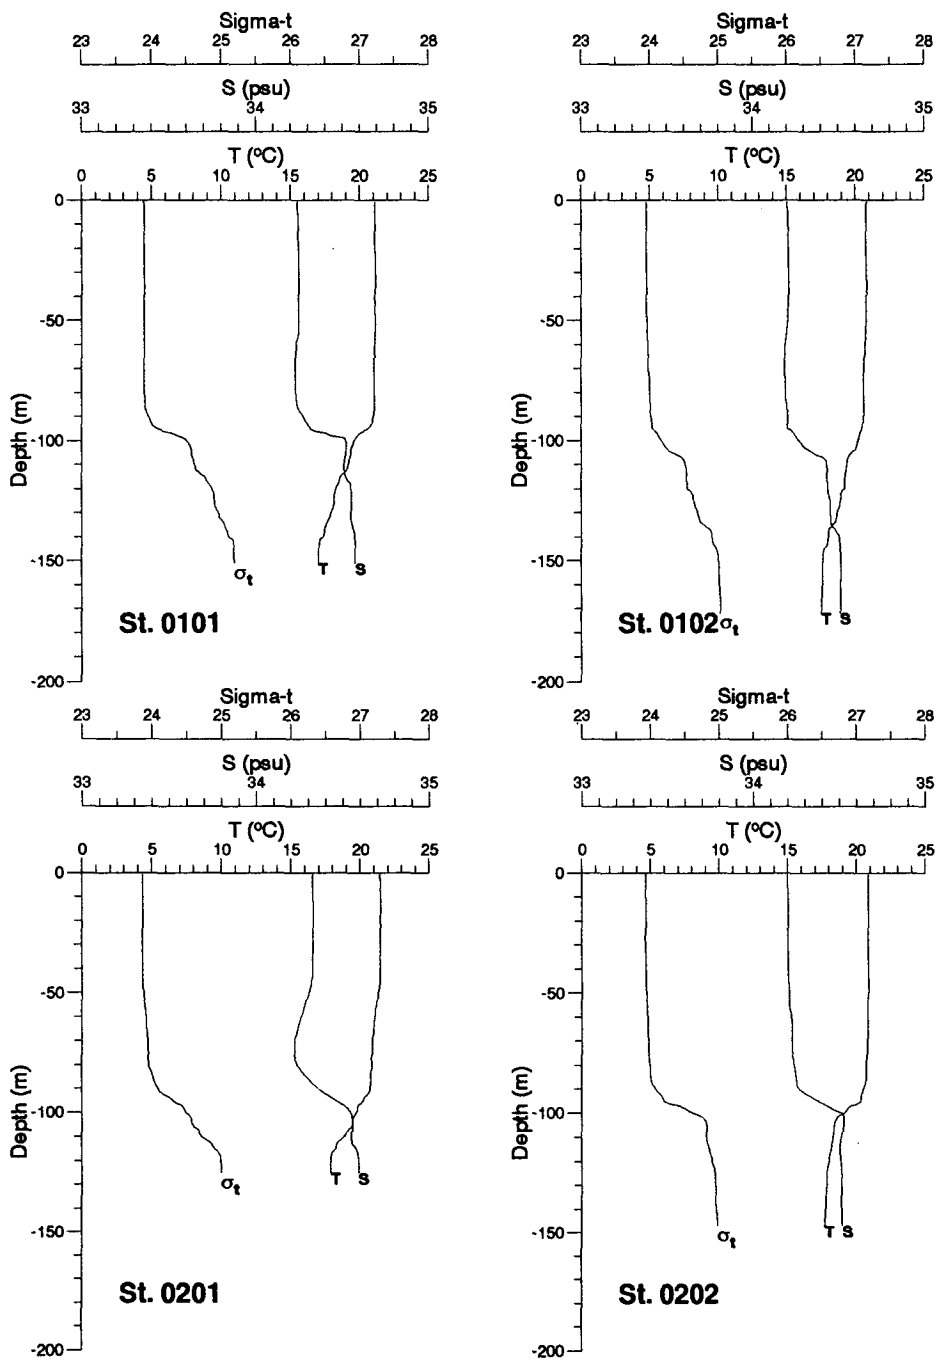 Sigma-t
23 24 25 26 27 28
S (psu)
33 34 35
T (ºC)
0 5 10 15 20 25
0
-50
-100
-150
-200
Depth (m)
σt
T
S
St. 0101
Sigma-t
23 24 25 26 27 28
S (psu)
33 34 35
T (ºC)
0 5 10 15 20 25
0
-50
-100
-150
-200
Depth (m)
T
S
St. 0102
σt
Sigma-t
23 24 25 26 27 28
S (psu)
33 34 35
T (ºC)
0 5 10 15 20 25
0
-50
-100
-150
-200
Depth (m)
σt
T
S
St. 0201
Sigma-t
23 24 25 26 27 28
S (psu)
33 34 35
T (ºC)
0 5 10 15 20 25
0
-50
-100
-150
-200
Depth (m)
T
S
σt
St. 0202